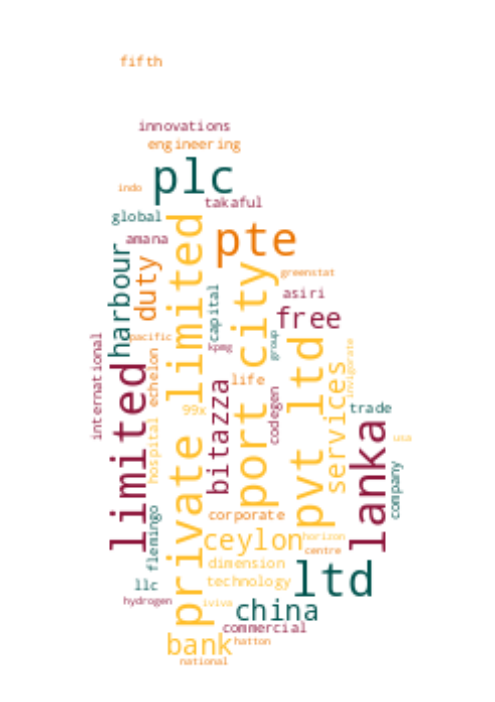 fifth
innovations
engineering
plc
indo
takaful
global
amana
pte
harbour
duty
private limited
port city
greenstat
capital
asiri
free
international
pacific
kpmg
group
pvt ltd
invigorate
limited
echelon
life
services
99x
bitazza
codegen
trade
lanka
hospital
usa
company
flemingo
corporate
ceylon
horizon
centre
dimension
technology
ltd
llc
hydrogen
iviva
china
commercial
bank
hatton
national